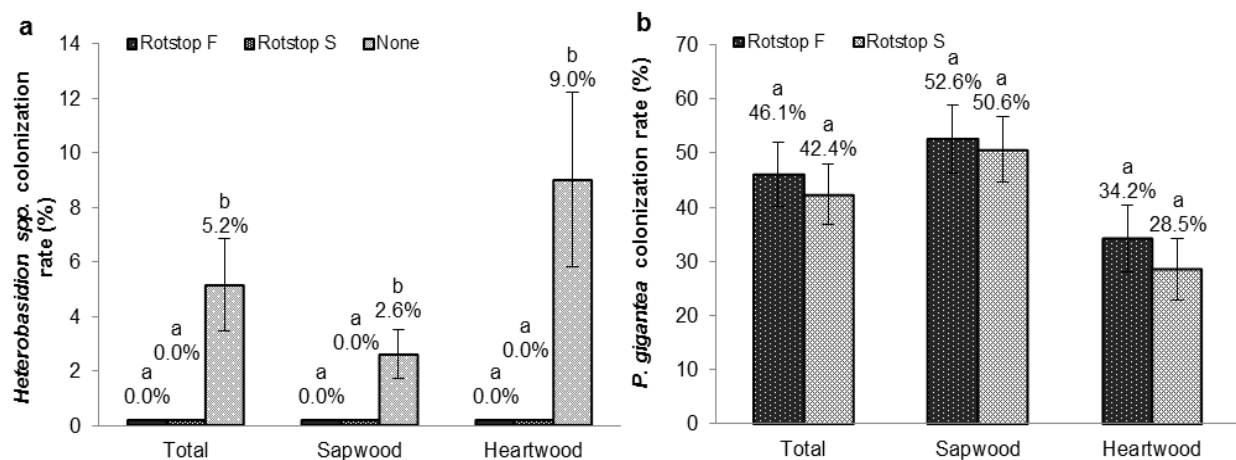 a
Rotstop F Rotstop S None
Heterobasidion spp. colonization
rate (%)
14
12
10
8
6
4
2
0
a
0.0%
a
0.0%
b
5.2%
a
0.0%
a
0.0%
b
2.6%
a
0.0%
a
0.0%
b
9.0%
Total Sapwood Heartwood
b
Rotstop F Rotstop S
P. gigantea colonization rate (%)
70
60
50
40
30
20
10
0
a
46.1%
a
42.4%
a
52.6%
a
50.6%
a
34.2%
a
28.5%
Total Sapwood Heartwood